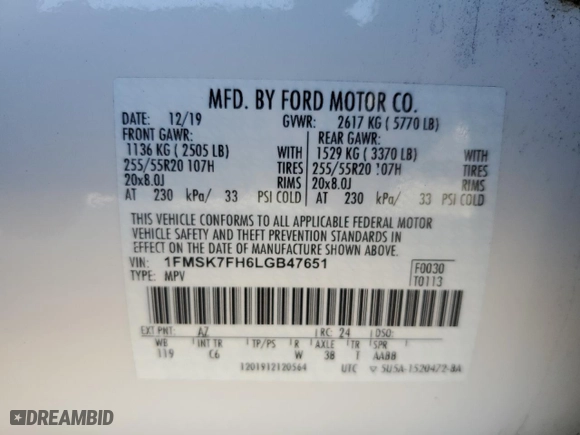 MFD. BY FORD MOTOR CO.
DATE: 12/19 GVWR: 2617 KG ( 5770 LB)
FRONT GAWR: REAR GAWR:
1136 KG ( 2505 LB) WITH 1529 KG ( 3370 LB) WITH
255/55R20 107H TIRES 255/55R20 107H TIRES
20x8.0J RIMS 20x8.0J RIMS
AT 230 kPa/ 33 PSI COLD AT 230 kPa/ 33 PSI COLD
THIS VEHICLE CONFORMS TO ALL APPLICABLE FEDERAL MOTOR
VEHICLE SAFETY AND THEFT PREVENTION STANDARDS IN
EFFECT ON THE DATE OF MANUFACTURE SHOWN ABOVE.
VIN: 1FMSK7FH6LGB47651 F0030
TYPE: MPV T0113
EXT PNT: AZ RC: 24 DSO:
WB INT TR TP/PS R AXLE TR SPR
119 C6 W 3B T AABB
1201912120564 UTC 5U5A-1520472-BA
DREAMBID